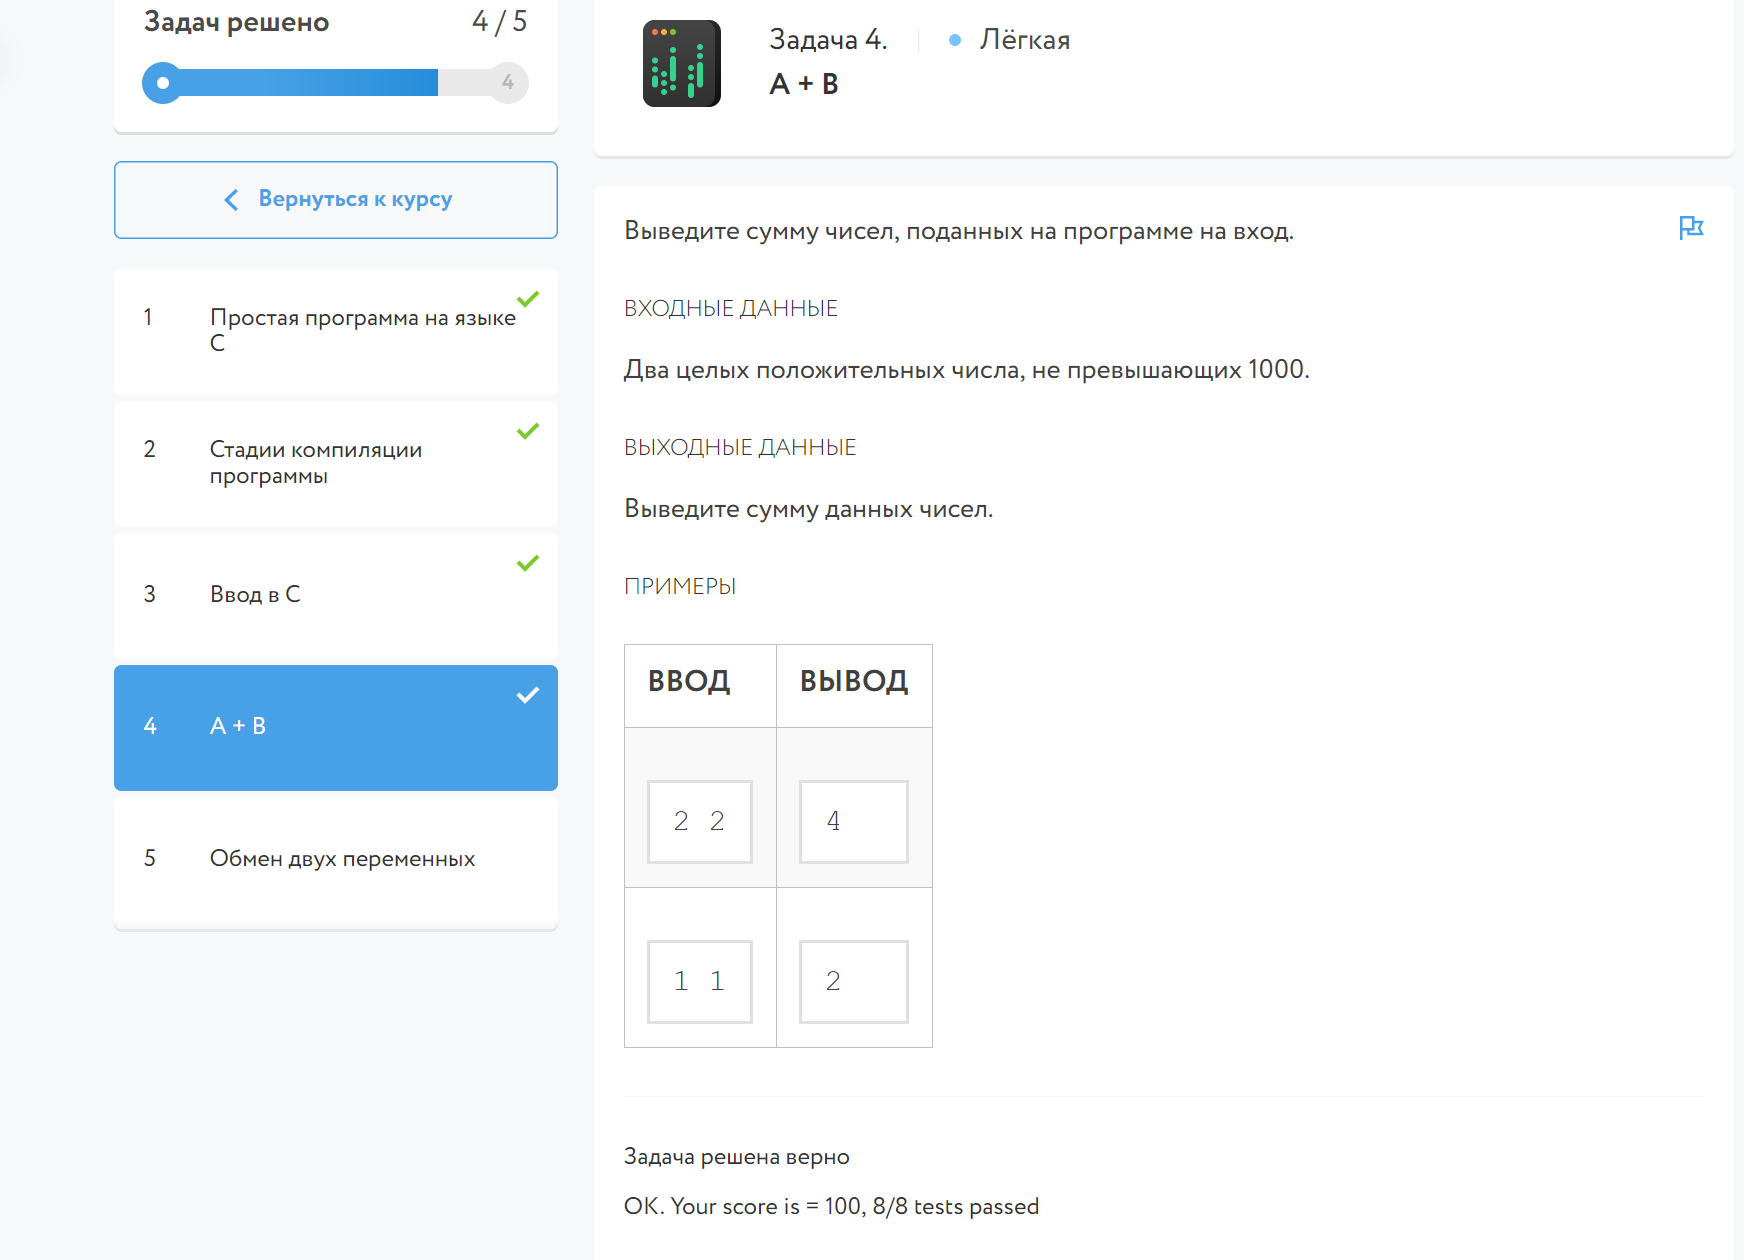 Задач решено 4 / 5
4
Вернуться к курсу
1 Простая программа на языке
С
2 Стадии компиляции
программы
3 Ввод в С
4 A + B
5 Обмен двух переменных
Задача 4. Лёгкая
A + B
Выведите сумму чисел, поданных на программе на вход.
ВХОДНЫЕ ДАННЫЕ
Два целых положительных числа, не превышающих 1000.
ВЫХОДНЫЕ ДАННЫЕ
Выведите сумму данных чисел.
ПРИМЕРЫ
ВВОД ВЫВОД
2 2 4
1 1 2
Задача решена верно
OK. Your score is = 100, 8/8 tests passed